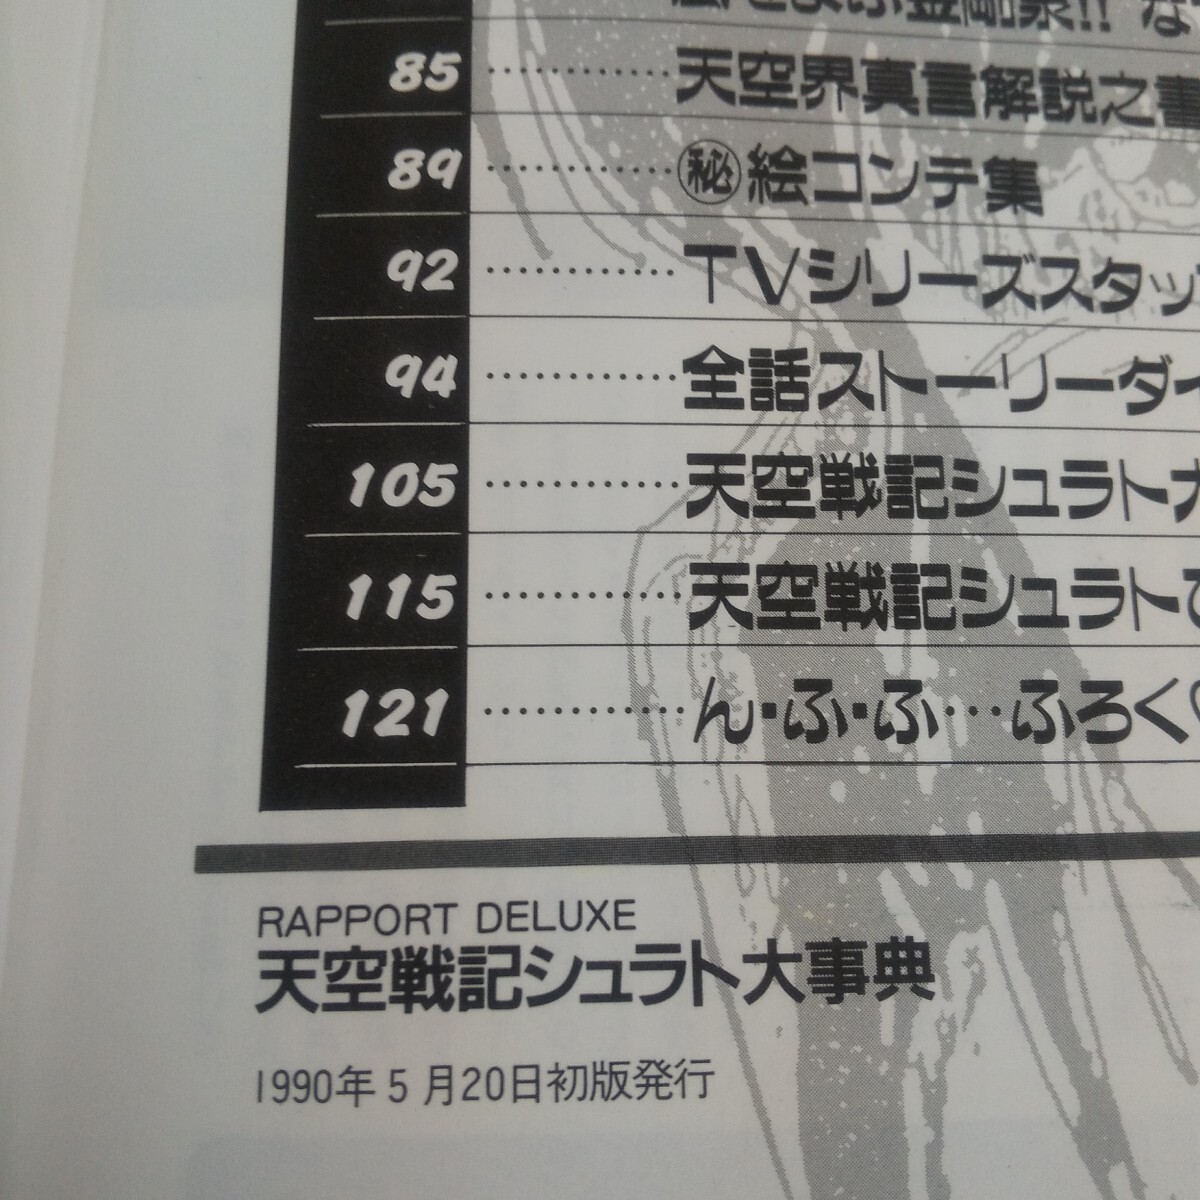 85 ………… 天空界真言解説之書
89 ………… ㊙絵コンテ集
92 ………… TVシリーズスタッ
94 ………… 全話ストーリーダイ
105 ………… 天空戦記シュラト大
115 ………… 天空戦記シュラトひ
121 ………… ん・ふ・ふ…ふろく
RAPPORT DELUXE
天空戦記シュラト大事典
1990年5月20日初版発行